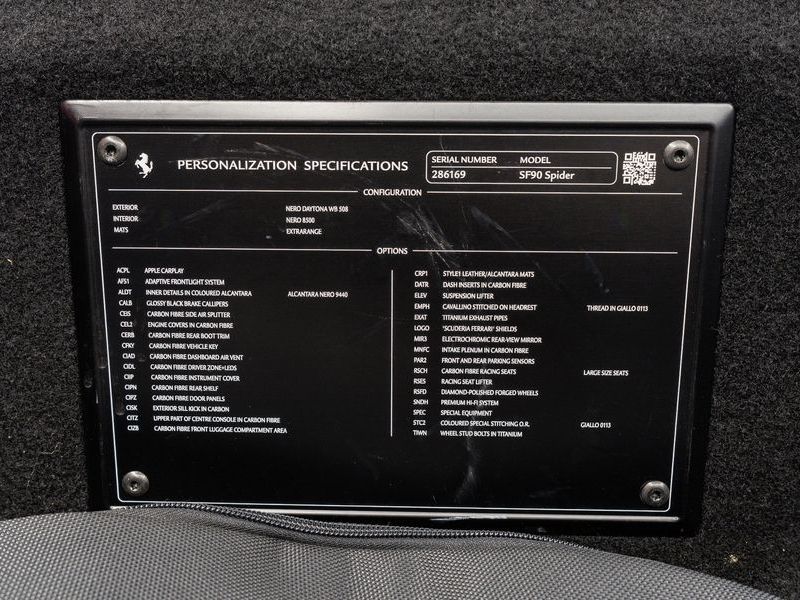 PERSONALIZATION SPECIFICATIONS
SERIAL NUMBER MODEL
286169 SF90 Spider
CONFIGURATION
EXTERIOR NERO DAYTONA WB 508
INTERIOR NERO 8500
MATS EXTRARANGE
OPTIONS
ACPL APPLE CARPLAY
AFS1 ADAPTIVE FRONTLIGHT SYSTEM
ALDT INNER DETAILS IN COLOURED ALCANTARA ALCANTARA NERO 9440
CALB GLOSSY BLACK BRAKE CALLIPERS
CEIS CARBON FIBRE SIDE AIR SPLITTER
CEL2 ENGINE COVERS IN CARBON FIBRE
CERB CARBON FIBRE REAR BOOT TRIM
CFKY CARBON FIBRE VEHICLE KEY
CIAD CARBON FIBRE DASHBOARD AIR VENT
CIDL CARBON FIBRE DRIVER ZONE+LEDS
CIIP CARBON FIBRE INSTRUMENT COVER
CIPN CARBON FIBRE REAR SHELF
CIPZ CARBON FIBRE DOOR PANELS
CISK EXTERIOR SILL KICK IN CARBON
CITZ UPPER PART OF CENTRE CONSOLE IN CARBON FIBRE
CIZB CARBON FIBRE FRONT LUGGAGE COMPARTMENT AREA
CRP1 STYLE1 LEATHER/ALCANTARA MATS
DATR DASH INSERTS IN CARBON FIBRE
ELEV SUSPENSION LIFTER
EMPH CAVALLINO STITCHED ON HEADREST THREAD IN GIALLO 0113
EXAT TITANIUM EXHAUST PIPES
LOGO "SCUDERIA FERRARI" SHIELDS
MIR3 ELECTROCHROMIC REAR-VIEW MIRROR
MNFC INTAKE PLENUM IN CARBON FIBRE
PAR2 FRONT AND REAR PARKING SENSORS
RSCH CARBON FIBRE RACING SEATS LARGE SIZE SEATS
RSES RACING SEAT LIFTER
RSFD DIAMOND-POLISHED FORGED WHEELS
SNDH PREMIUM HI-FI SYSTEM
SPEC SPECIAL EQUIPMENT
STC2 COLOURED SPECIAL STITCHING O.R. GIALLO 0113
TIWN WHEEL STUD BOLTS IN TITANIUM